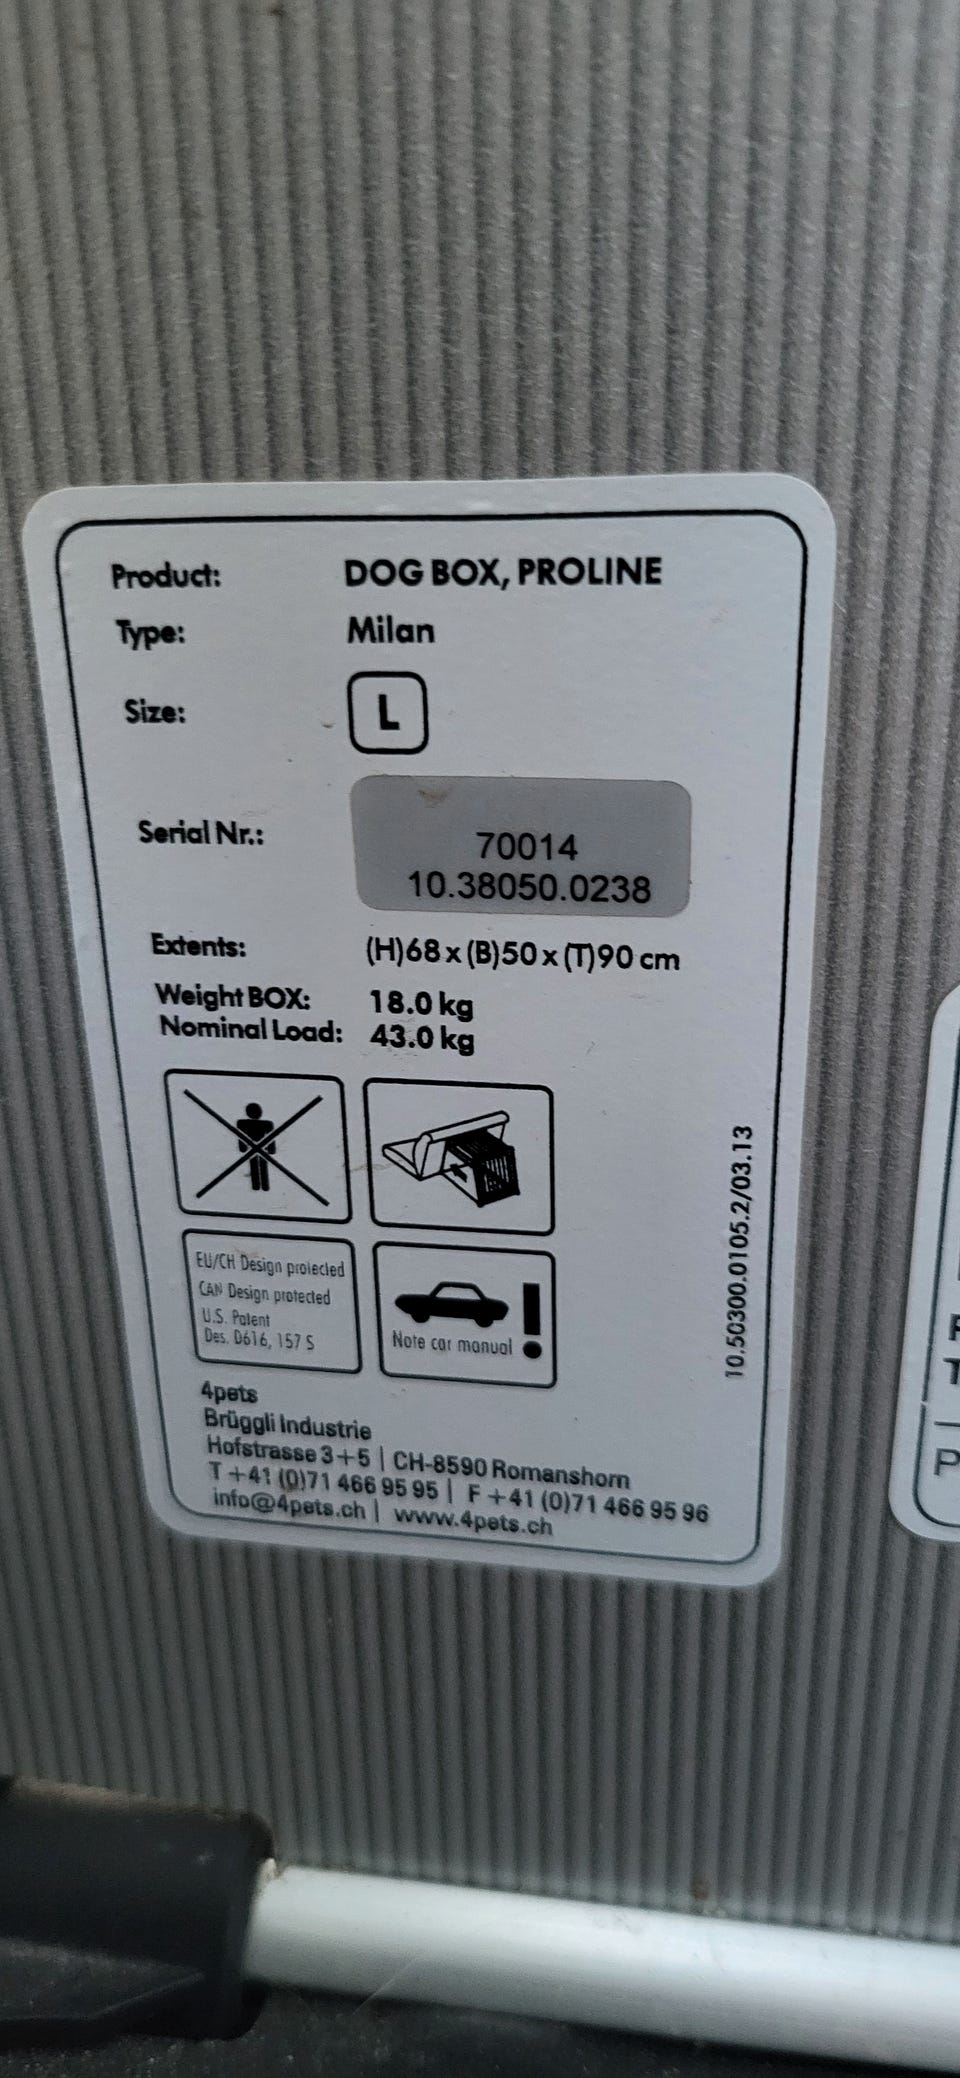 Product: DOG BOX, PROLINE
Type: Milan
Size: L
Serial Nr.: 70014
10.38050.0238
Extents: (H)68 x (B)50 x (T)90 cm
Weight BOX: 18.0 kg
Nominal Load: 43.0 kg
EU/CH Design protected
CAN Design protected
U.S. Patent
Des. D616, 157 S
Note car manual !
10.50300.0105.2/03.13
4pets
Brüggli Industrie
Hofstrasse 3+5 | CH-8590 Romanshorn
T +41 (0)71 466 95 95 | F +41 (0)71 466 95 96
info@4pets.ch | www.4pets.ch
P